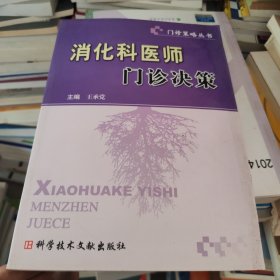 门诊策略丛书
消化科医师
门诊决策
主编 王承党
XIAOHUAKE YISHI
MENZHEN
JUECE
科学技术文献出版社
2014